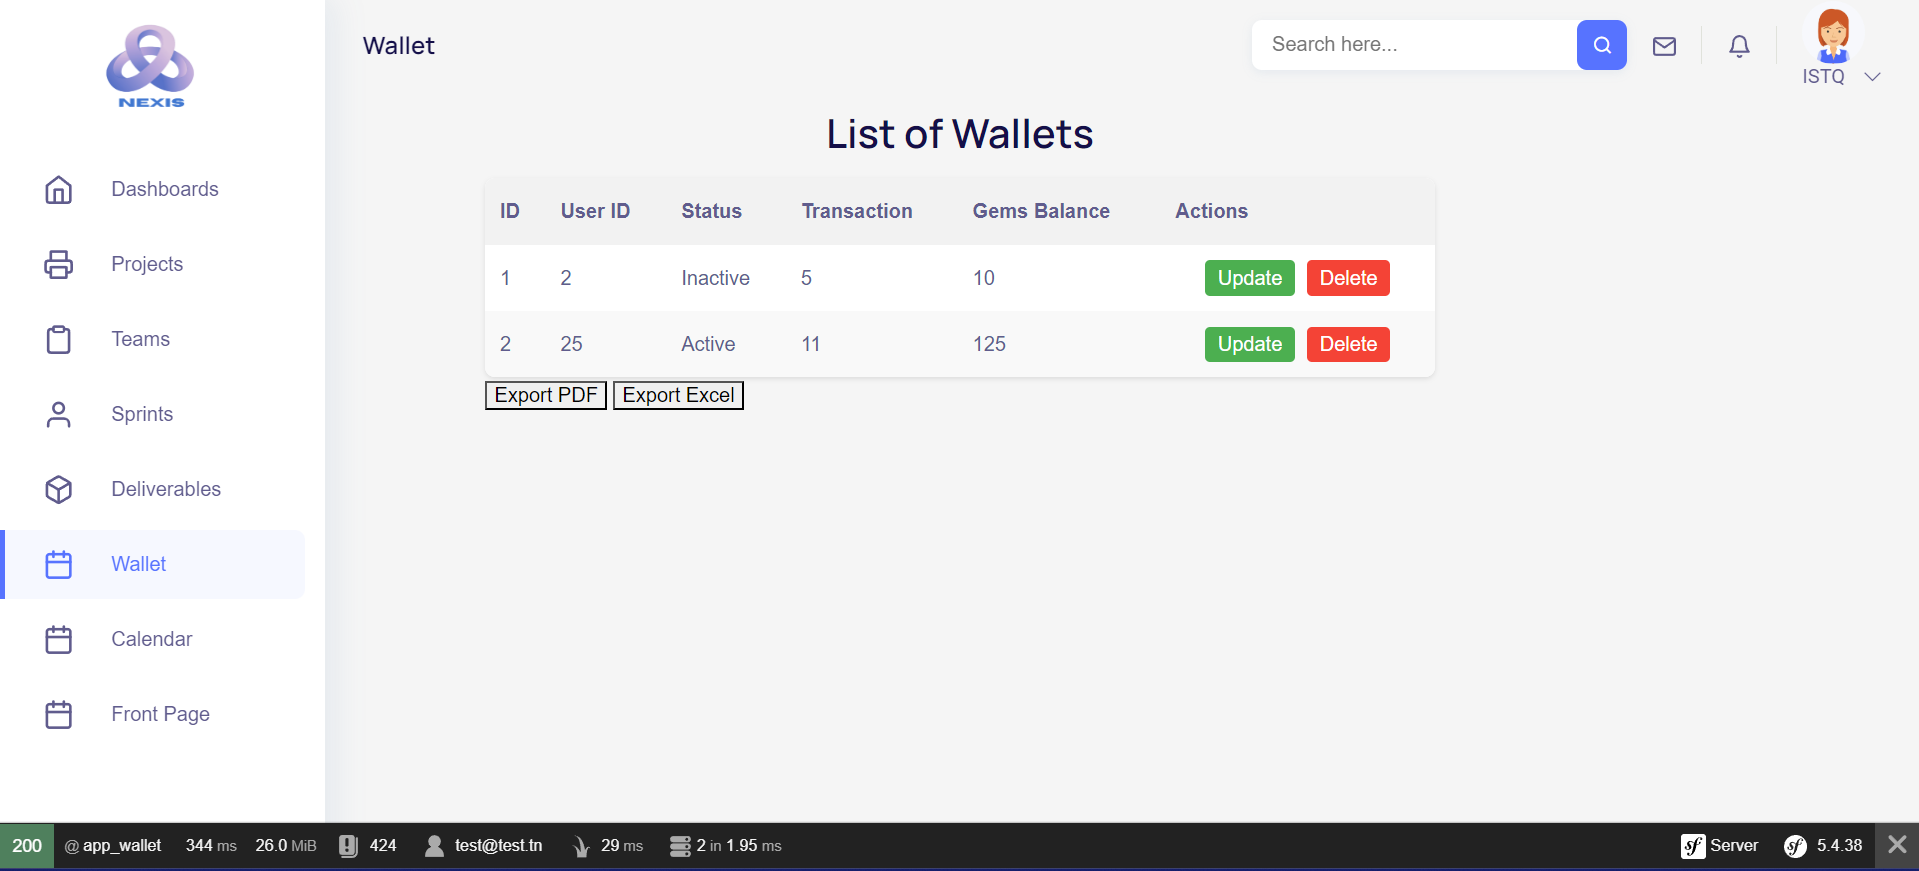 NEXIS
Dashboards
Projects
Teams
Sprints
Deliverables
Wallet
Calendar
Front Page
Wallet
Search here...
ISTQ
List of Wallets
ID User ID Status Transaction Gems Balance Actions
1 2 Inactive 5 10 Update Delete
2 25 Active 11 125 Update Delete
Export PDF Export Excel
200 @ app_wallet 344 ms 26.0 MiB 424 test@test.tn 29 ms 2 in 1.95 ms sf Server sf 5.4.38